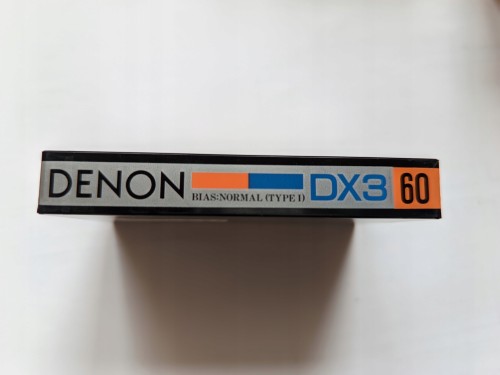 DENON DX3 60
BIAS:NORMAL (TYPE I)